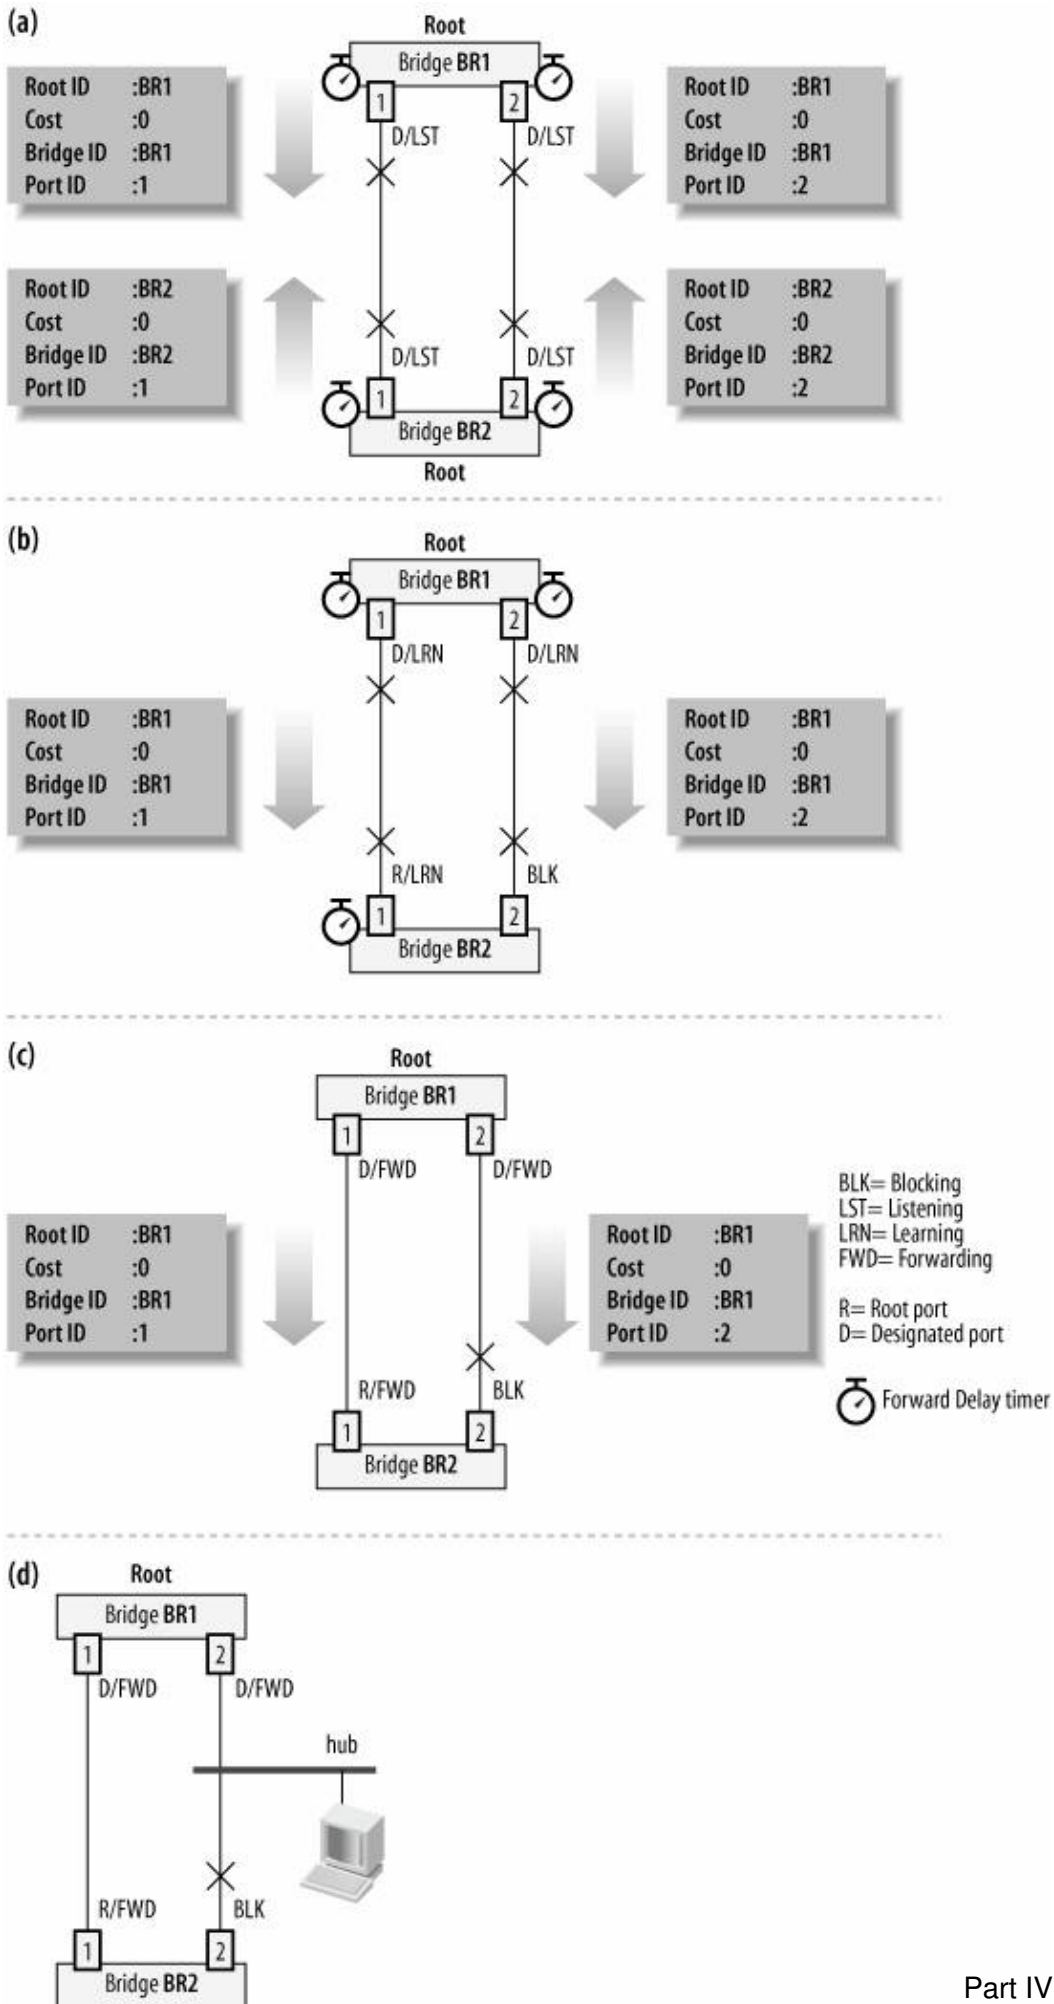 (a)
Root
Bridge BR1
1
2
D/LST
D/LST
Root ID :BR1
Cost :0
Bridge ID :BR1
Port ID :1
Root ID :BR1
Cost :0
Bridge ID :BR1
Port ID :2
Root ID :BR2
Cost :0
Bridge ID :BR2
Port ID :1
Root ID :BR2
Cost :0
Bridge ID :BR2
Port ID :2
D/LST
D/LST
1
2
Bridge BR2
Root
(b)
Root
Bridge BR1
1
2
D/LRN
D/LRN
Root ID :BR1
Cost :0
Bridge ID :BR1
Port ID :1
Root ID :BR1
Cost :0
Bridge ID :BR1
Port ID :2
R/LRN
BLK
1
2
Bridge BR2
(c)
Root
Bridge BR1
1
2
D/FWD
D/FWD
Root ID :BR1
Cost :0
Bridge ID :BR1
Port ID :1
Root ID :BR1
Cost :0
Bridge ID :BR1
Port ID :2
BLK= Blocking
LST= Listening
LRN= Learning
FWD= Forwarding
R= Root port
D= Designated port
Forward Delay timer
R/FWD
BLK
1
2
Bridge BR2
(d)
Root
Bridge BR1
1
2
D/FWD
D/FWD
hub
R/FWD
BLK
1
2
Bridge BR2
Part IV